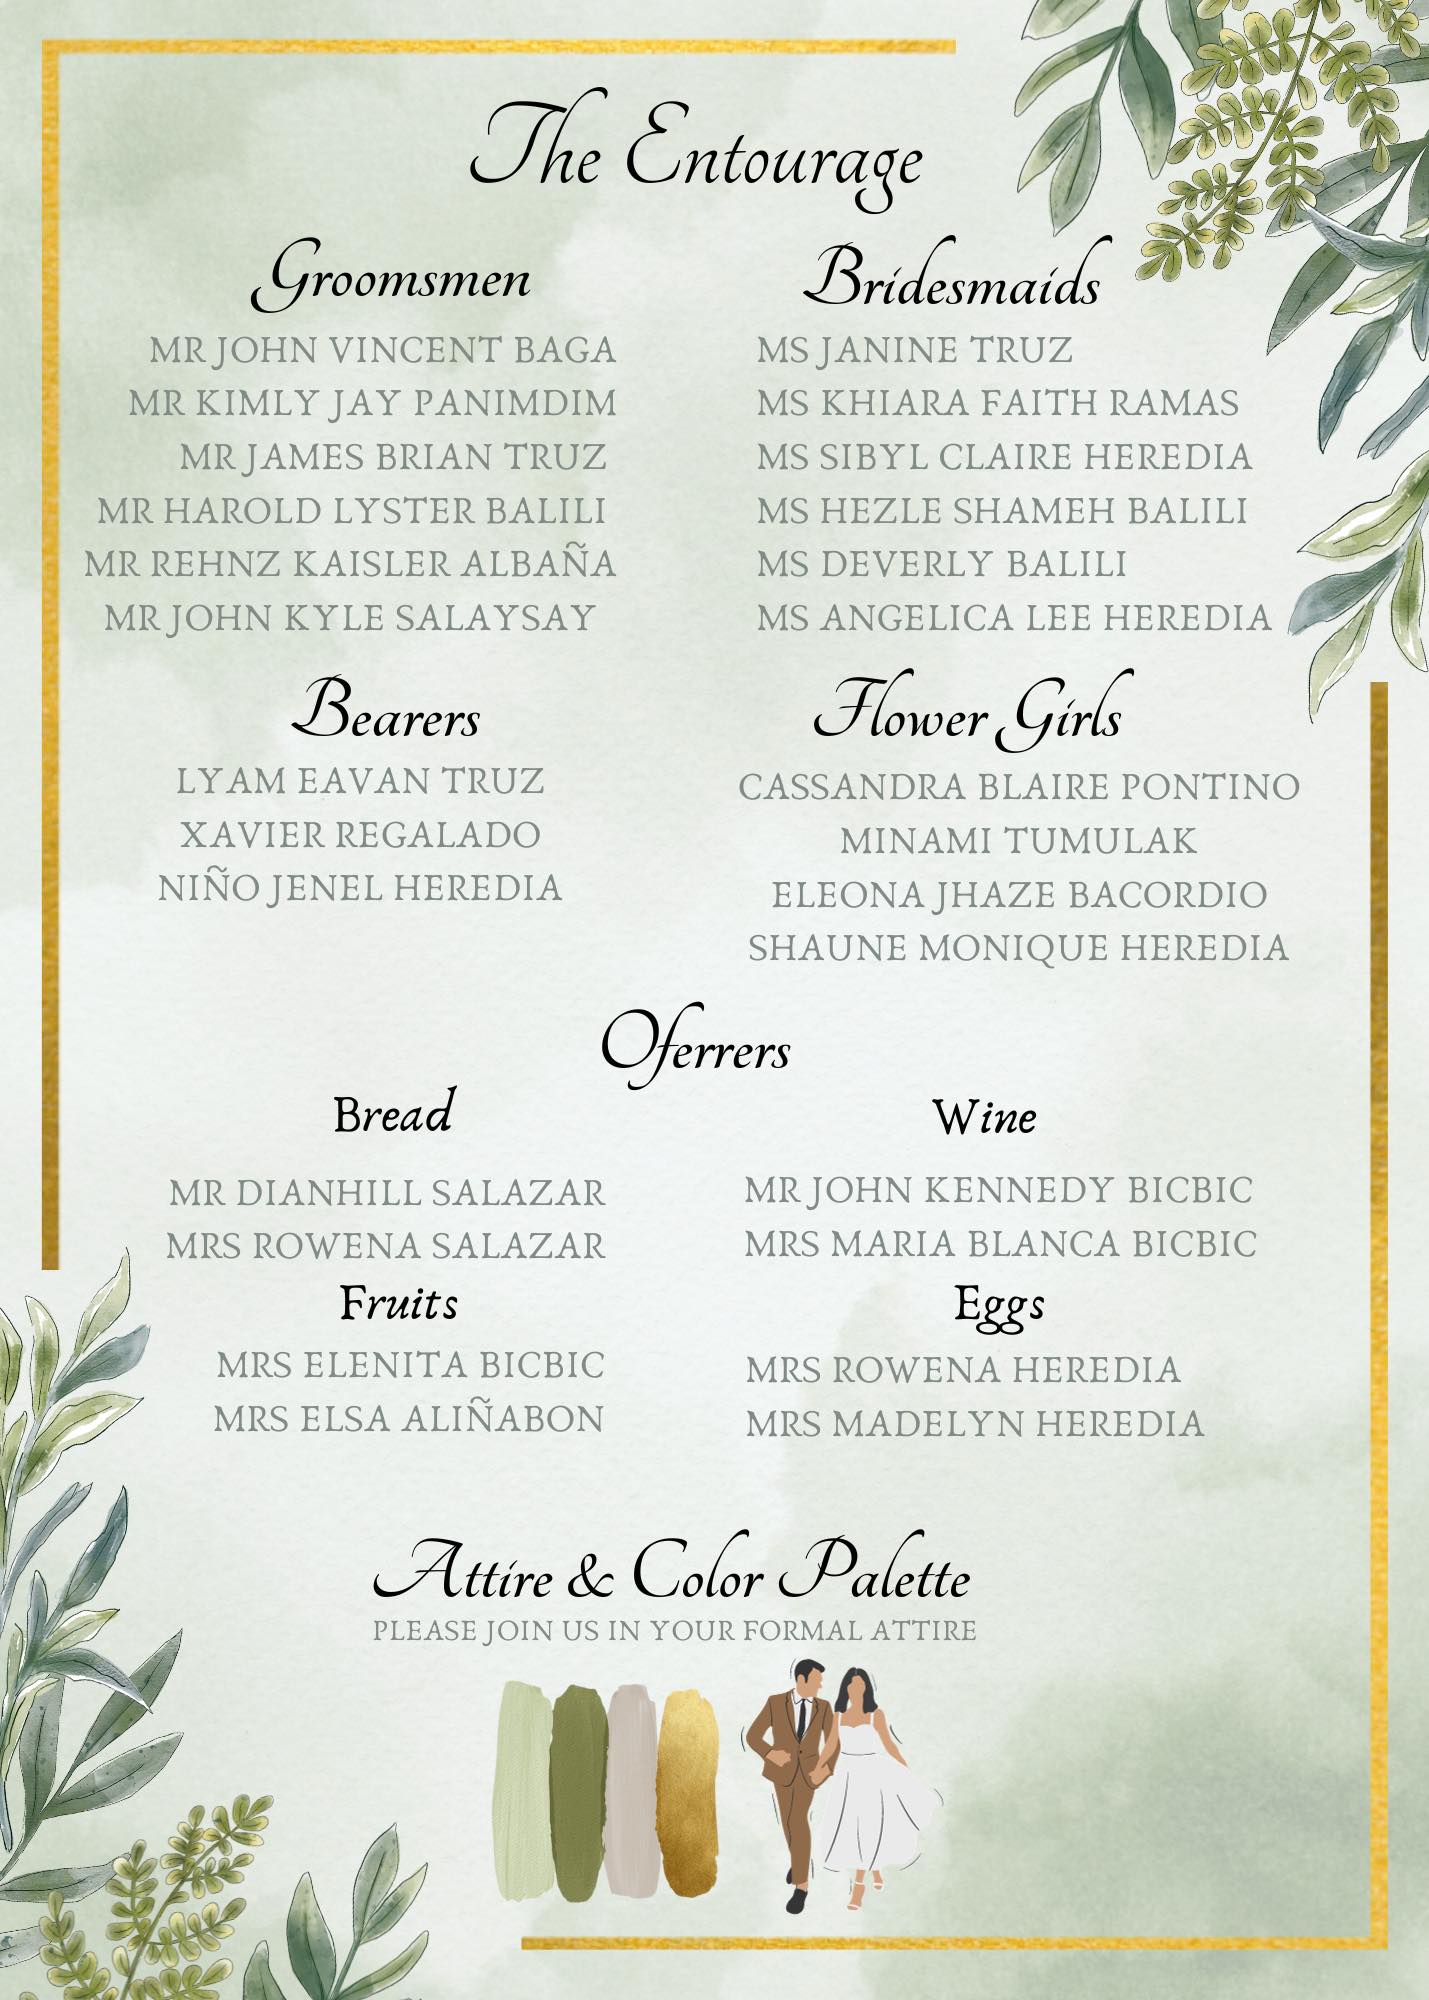 The Entourage
Groomsmen
MR JOHN VINCENT BAGA
MR KIMLY JAY PANIMDIM
MR JAMES BRIAN TRUZ
MR HAROLD LYSTER BALILI
MR REHNZ KAISLER ALBAÑA
MR JOHN KYLE SALAYSAY
Bridesmaids
MS JANINE TRUZ
MS KHIARA FAITH RAMAS
MS SIBYL CLAIRE HEREDIA
MS HEZLE SHAMEH BALILI
MS DEVERLY BALILI
MS ANGELICA LEE HEREDIA
Bearers
LYAM EAVAN TRUZ
XAVIER REGALADO
NIÑO JENEL HEREDIA
Flower Girls
CASSANDRA BLAIRE PONTINO
MINAMI TUMULAK
ELEONA JHAZE BACORDIO
SHAUNE MONIQUE HEREDIA
Oferrers
Bread
MR DIANHILL SALAZAR
MRS ROWENA SALAZAR
Wine
MR JOHN KENNEDY BICBIC
MRS MARIA BLANCA BICBIC
Fruits
MRS ELENITA BICBIC
MRS ELSA ALIÑABON
Eggs
MRS ROWENA HEREDIA
MRS MADELYN HEREDIA
Attire & Color Palette
PLEASE JOIN US IN YOUR FORMAL ATTIRE